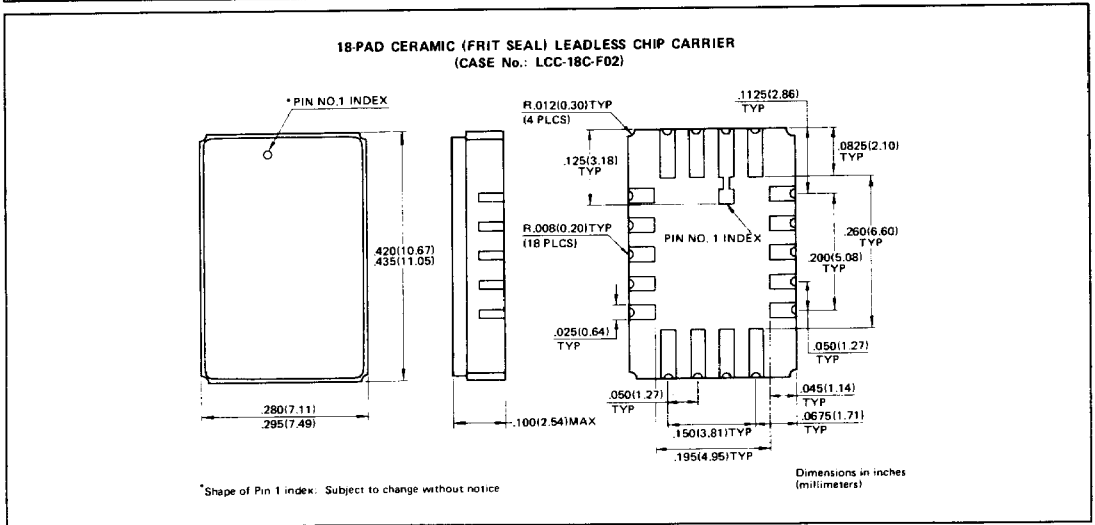 18-PAD CERAMIC (FRIT SEAL) LEADLESS CHIP CARRIER
(CASE No.: LCC-18C-F02)
*PIN NO.1 INDEX
R.012(0.30)TYP
(4 PLCS)
.1125(2.86)
TYP
.0825(2.10)
TYP
.125(3.18)
TYP
PIN NO. 1 INDEX
R.008(0.20)TYP
(18 PLCS)
.260(6.60)
TYP
.200(5.08)
TYP
.420(10.67)
.435(11.05)
.025(0.64)
TYP
.050(1.27)
TYP
.045(1.14)
TYP
.050(1.27)
TYP
.0675(1.71)
TYP
.280(7.11)
.295(7.49)
.100(2.54)MAX
.150(3.81)TYP
.195(4.95)TYP
*Shape of Pin 1 index: Subject to change without notice
Dimensions in inches
(millimeters)